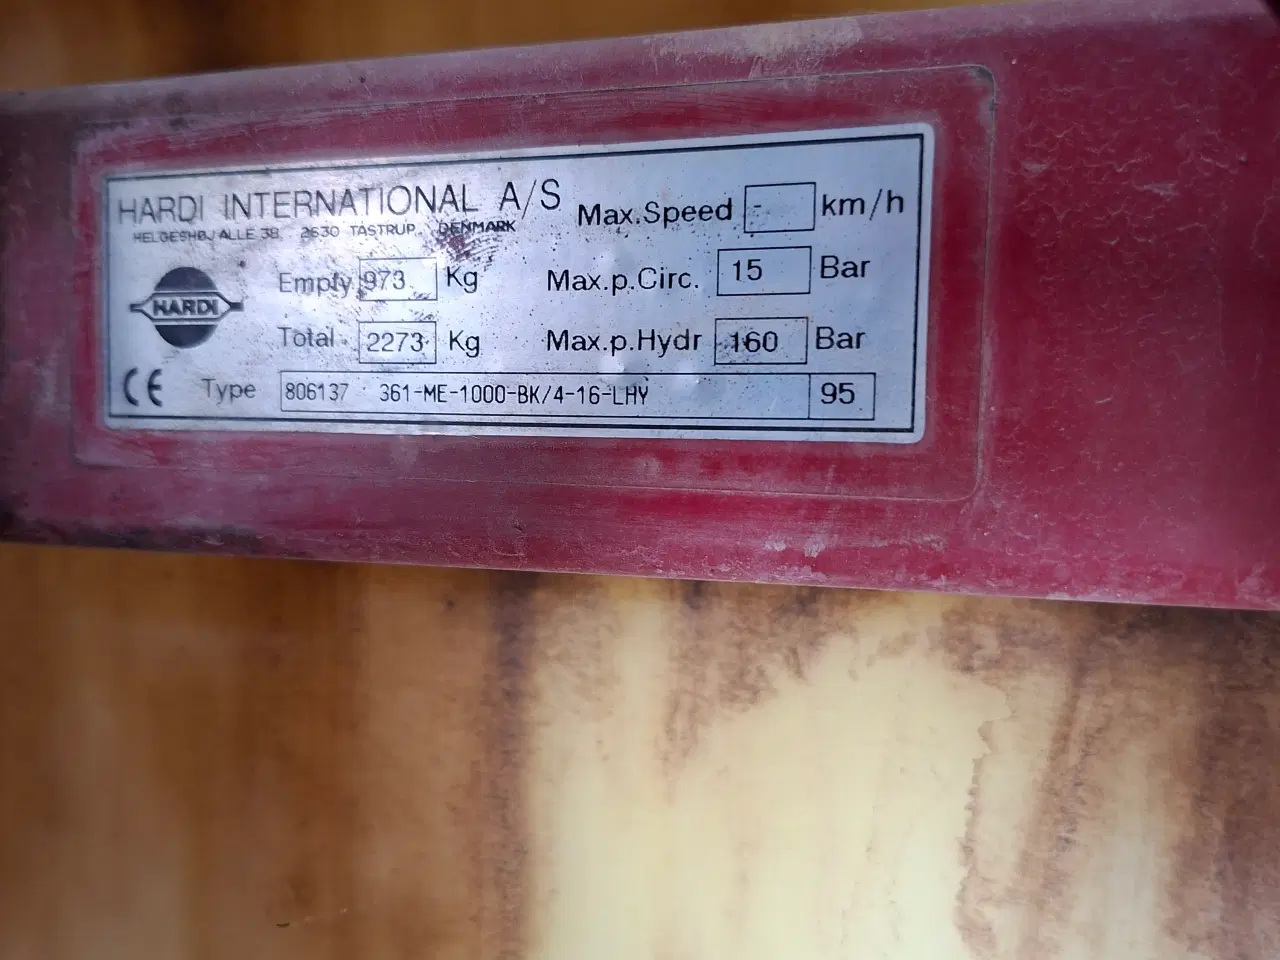 HARDI INTERNATIONAL A/S
HELGESHØJ ALLE 38 2630 TASTRUP DENMARK
Max.Speed - km/h
HARDI
Empty 973 Kg
Max.p.Circ. 15 Bar
Total 2273 Kg
Max.p.Hydr 160 Bar
CE
Type 806137 361-ME-1000-BK/4-16-LHY 95